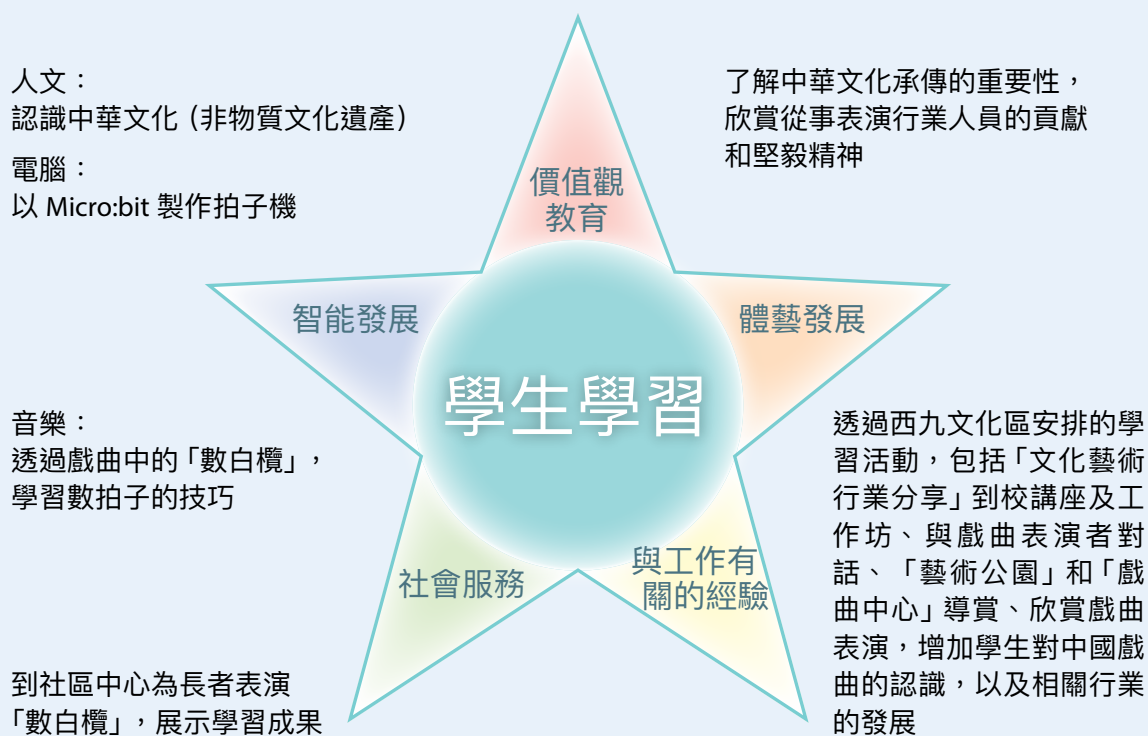 人文：
認識中華文化（非物質文化遺產）
電腦：
以 Micro:bit 製作拍子機
了解中華文化承傳的重要性，
欣賞從事表演行業人員的貢獻
和堅毅精神
價值觀
教育
智能發展
體藝發展
學生學習
音樂：
透過戲曲中的「數白欖」，
學習數拍子的技巧
透過西九文化區安排的學
習活動，包括「文化藝術
行業分享」到校講座及工
作坊、與戲曲表演者對
話、「藝術公園」和「戲
曲中心」導賞、欣賞戲曲
表演，增加學生對中國戲
曲的認識，以及相關行業
的發展
社會服務
與工作有
關的經驗
到社區中心為長者表演
「數白欖」，展示學習成果